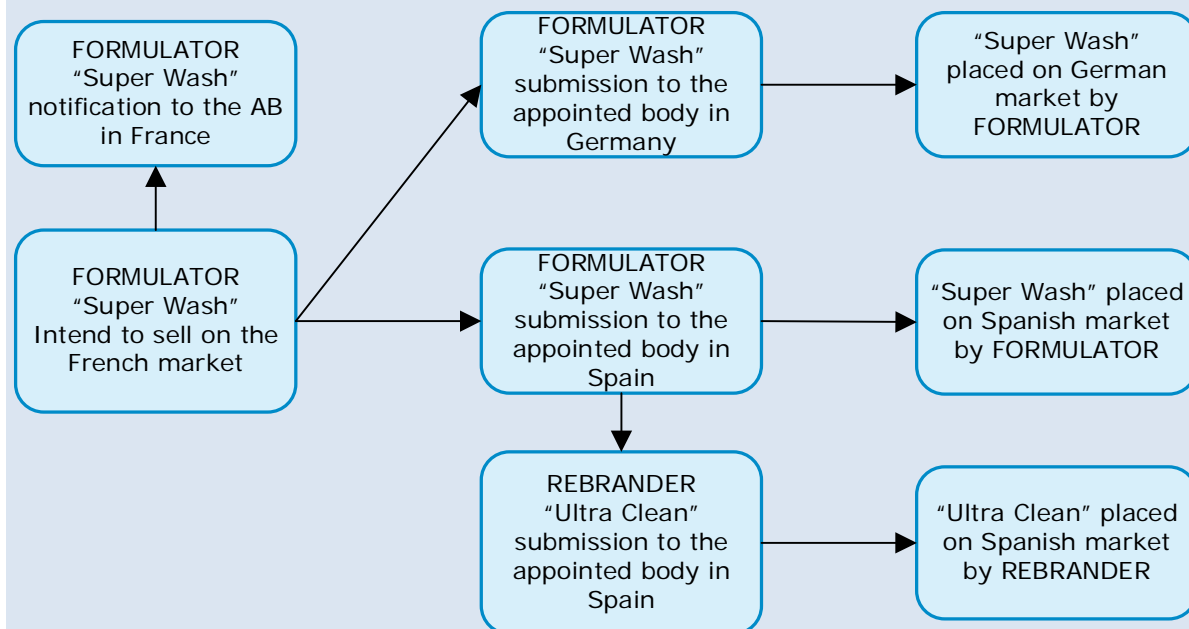 FORMULATOR
“Super Wash”
notification to the AB
in France
FORMULATOR
“Super Wash”
submission to the
appointed body in
Germany
“Super Wash”
placed on German
market by
FORMULATOR
FORMULATOR
“Super Wash”
Intend to sell on the
French market
FORMULATOR
“Super Wash”
submission to the
appointed body in
Spain
“Super Wash” placed
on Spanish market
by FORMULATOR
REBRANDER
“Ultra Clean”
submission to the
appointed body in
Spain
“Ultra Clean” placed
on Spanish market
by REBRANDER